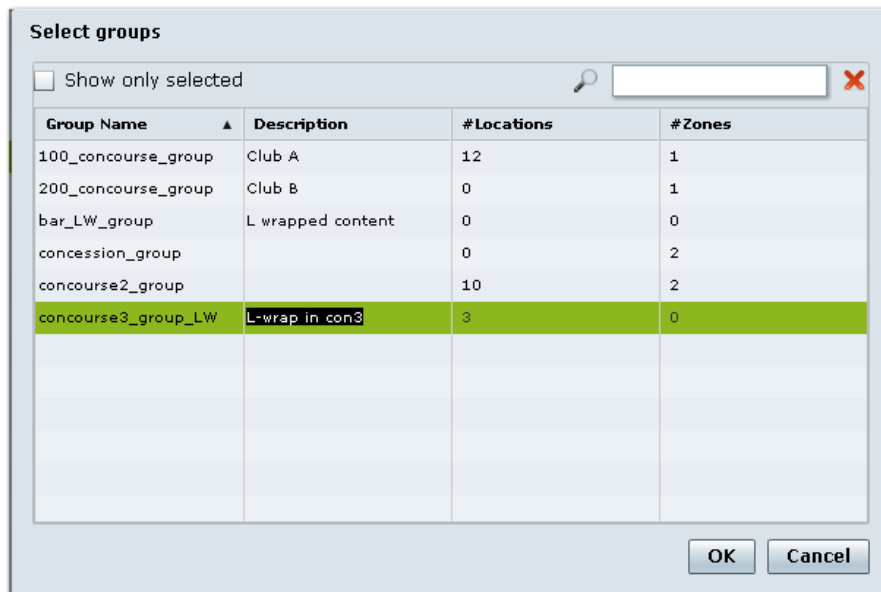 Select groups
Show only selected
Group Name ▲ Description #Locations #Zones
100_concourse_group Club A 12 1
200_concourse_group Club B 0 1
bar_LW_group L wrapped content 0 0
concession_group 0 2
concourse2_group 10 2
concourse3_group_LW L-wrap in con3 3 0
OK Cancel